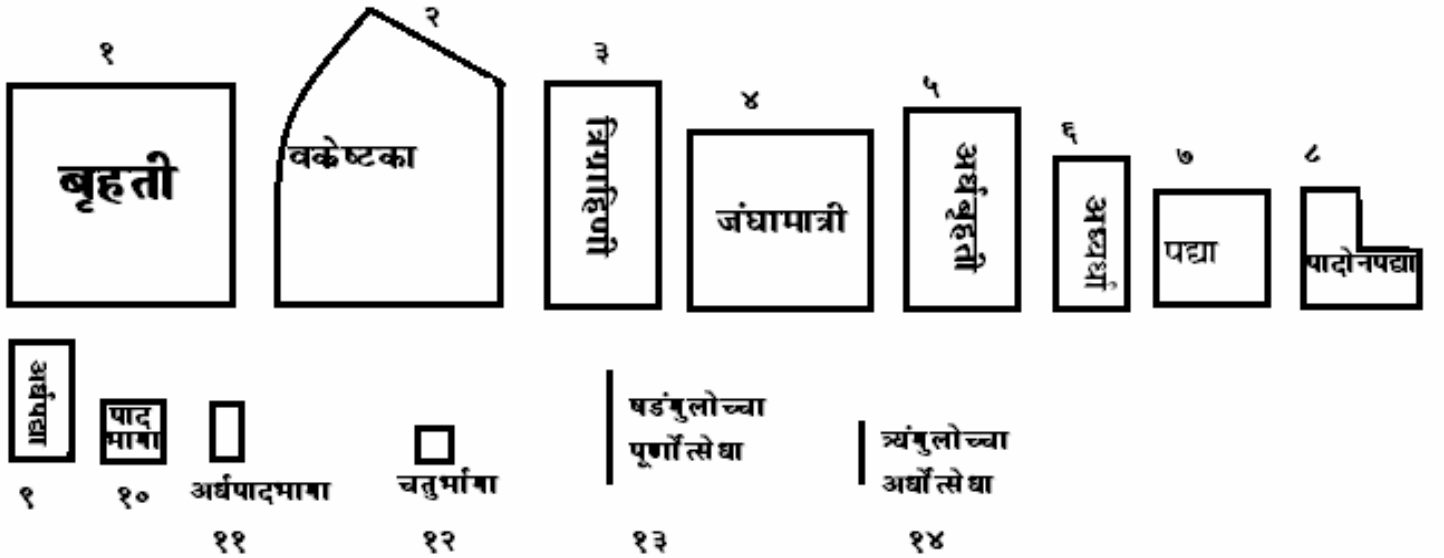 १
बृहती
२
वक्रेष्टका
३
त्रिग्राहिणी
४
जंघामात्री
५
अर्धबृहती
६
अध्यर्धा
७
पद्या
८
पादोनपद्या
९
अर्धपद्या
१०
पाद
भागा
अर्धपादभागा
११
चतुर्भागा
१२
षडंगुलोच्चा
पूर्णोत्सेधा
१३
त्र्यंगुलोच्चा
अर्धोत्सेधा
१४